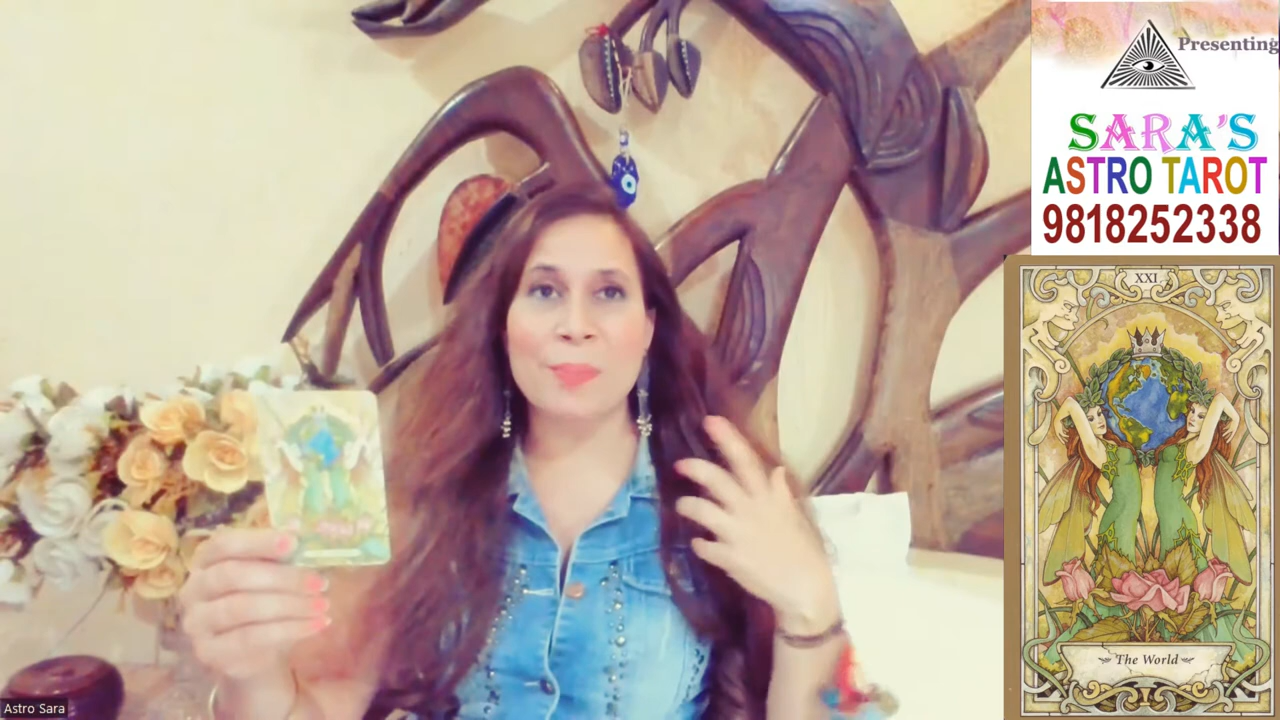 Presenting
SARA'S
ASTRO TAROT
9818252338
XXI
The World
Astro Sara